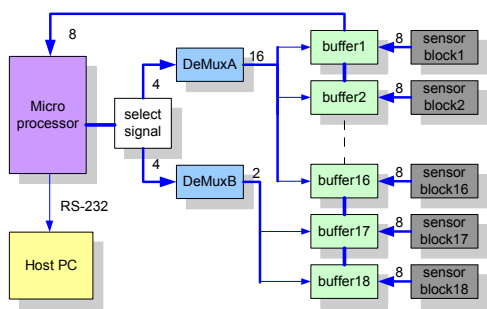 8
16
buffer1
8
sensor
block1
DeMuxA
4
Micro
processor
select
signal
buffer2
8
sensor
block2
4
DeMuxB
2
buffer16
8
sensor
block16
RS-232
buffer17
8
sensor
block17
Host PC
buffer18
8
sensor
block18